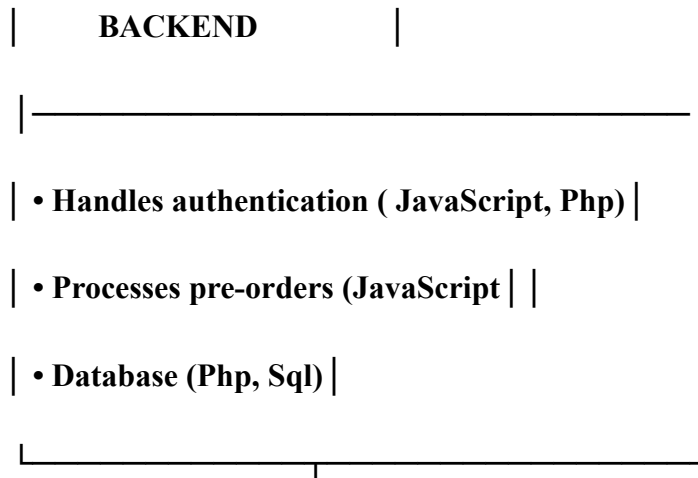 │ BACKEND │
│────────────────────────────
│ • Handles authentication ( JavaScript, Php)│
│ • Processes pre-orders (JavaScript││
│ • Database (Php, Sql)│
└────────────┬────────────────